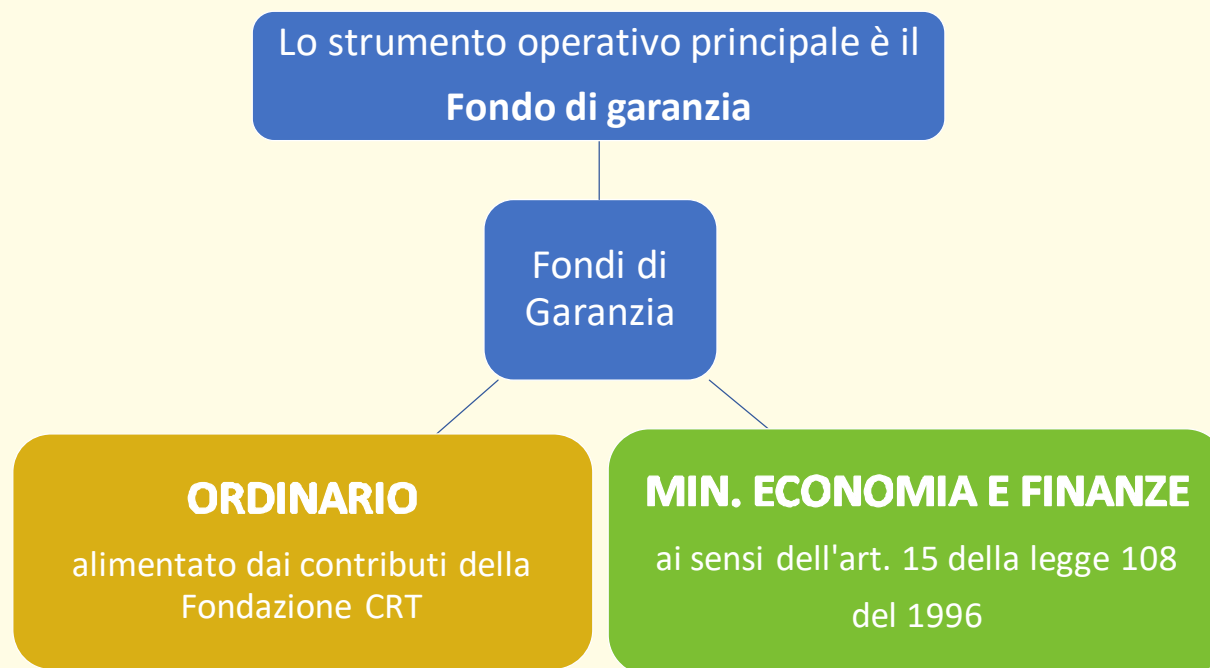 Lo strumento operativo principale è il
Fondo di garanzia
Fondi di
Garanzia
ORDINARIO
alimentato dai contributi della
Fondazione CRT
MIN. ECONOMIA E FINANZE
ai sensi dell'art. 15 della legge 108
del 1996